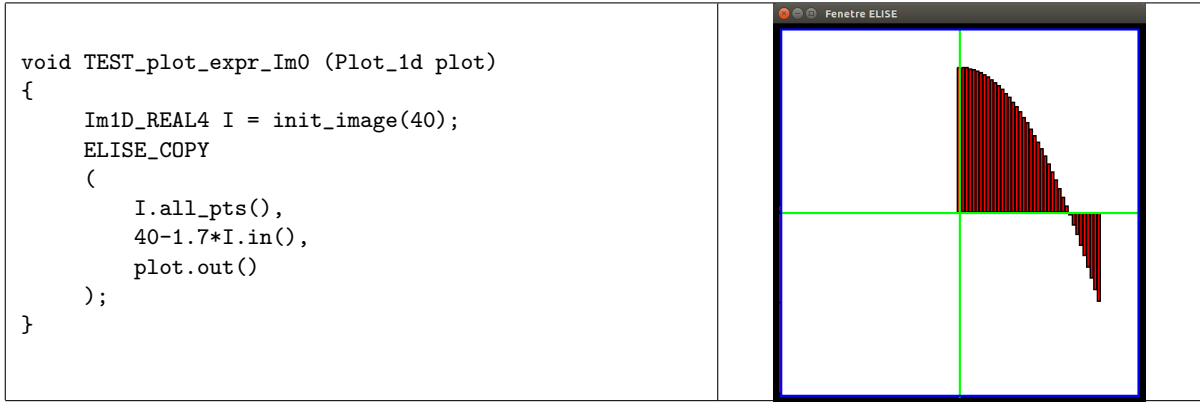 void TEST_plot_expr_Im0 (Plot_1d plot)
{
Im1D_REAL4 I = init_image(40);
ELISE_COPY
(
I.all_pts(),
40-1.7*I.in(),
plot.out()
);
}
Fenetre ELISE